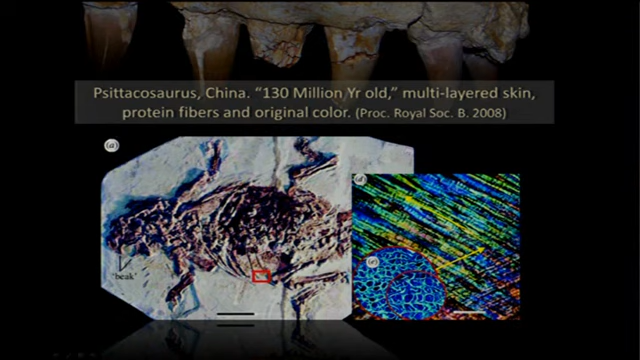 Psittacosaurus, China. “130 Million Yr old,” multi-layered skin,
protein fibers and original color. (Proc. Royal Soc. B. 2008)
(a)
(d)
(e)
'beak'